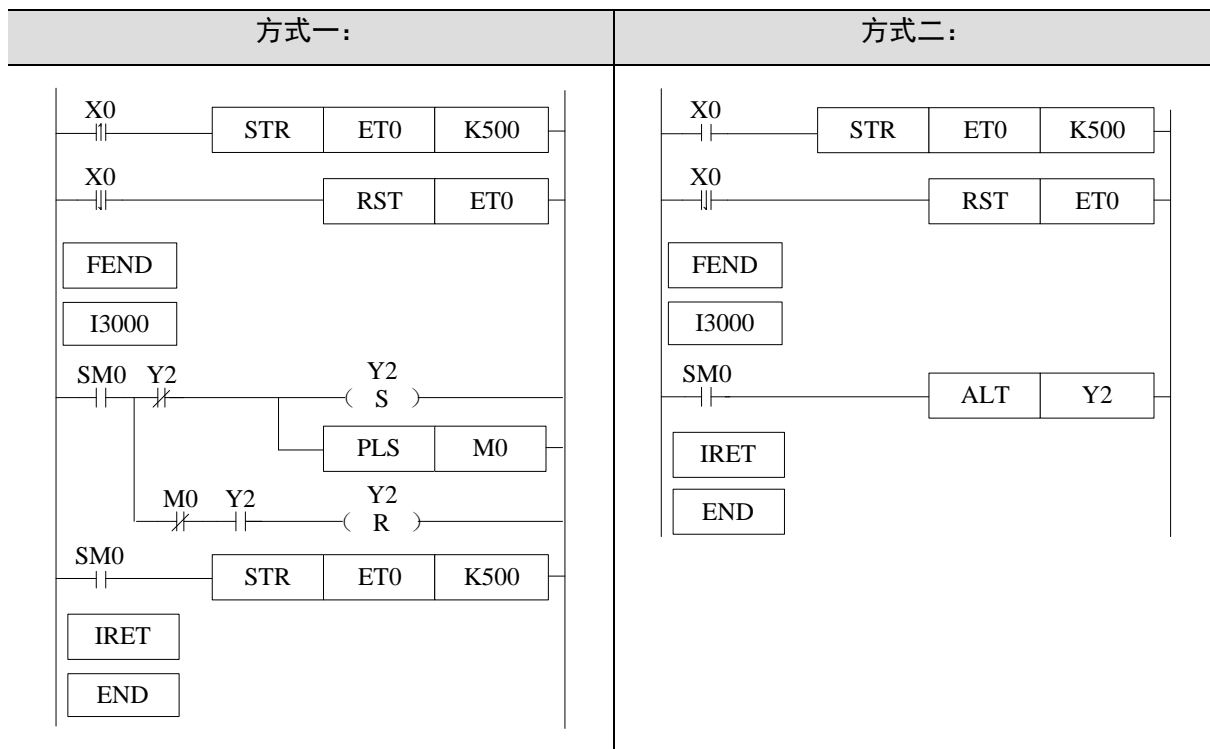 方式一：
X0
STR ET0 K500
X0
RST ET0
FEND
I3000
SM0 Y2 Y2
( S )
PLS M0
M0 Y2 Y2
( R )
SM0
STR ET0 K500
IRET
END
方式二：
X0
STR ET0 K500
X0
RST ET0
FEND
I3000
SM0
ALT Y2
IRET
END